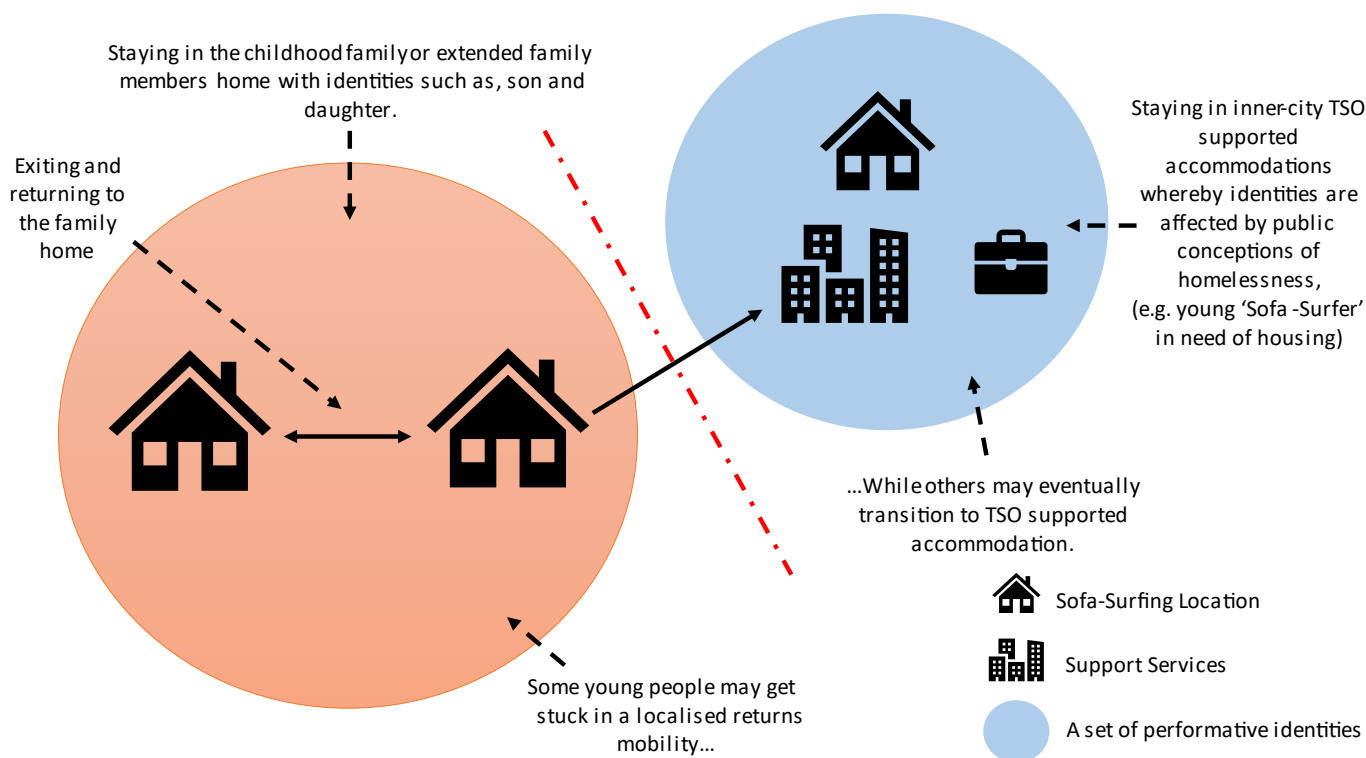 Staying in the childhood family or extended family
members home with identities such as, son and
daughter.
Exiting and
returning to
the family
home
Staying in inner-city TSO
supported
accommodations
whereby identities are
affected by public
conceptions of
homelessness,
(e.g. young ‘Sofa -Surfer’
in need of housing)
...While others may eventually
transition to TSO supported
accommodation.
Some young people may get
stuck in a localised returns
mobility...
Sofa-Surfing Location
Support Services
A set of performative identities